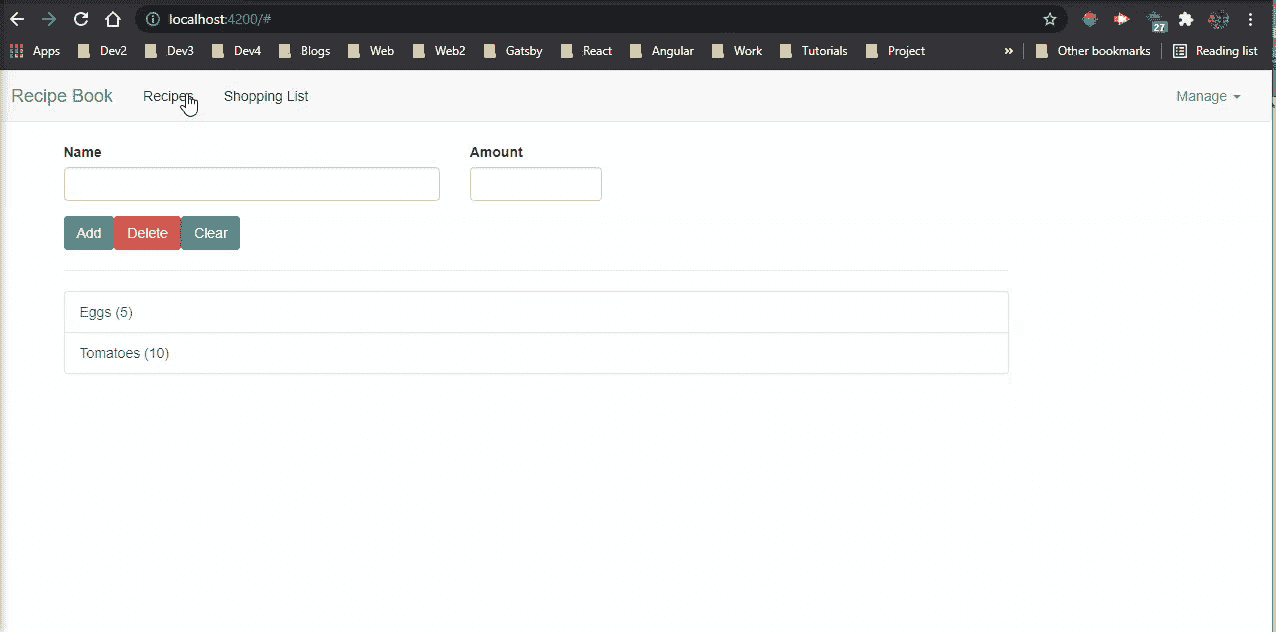 localhost:4200/#
27
Apps Dev2 Dev3 Dev4 Blogs Web Web2 Gatsby React Angular Work Tutorials Project » Other bookmarks Reading list
Recipe Book Recipes Shopping List Manage
Name Amount
Add Delete Clear
Eggs (5)
Tomatoes (10)